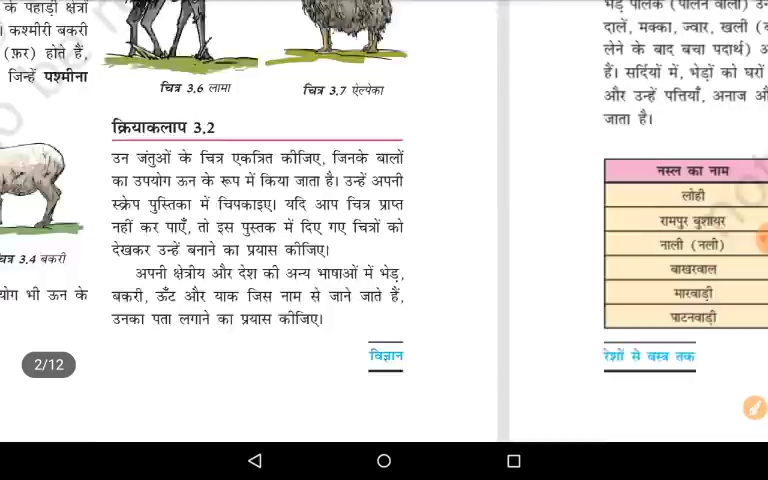 के पहाड़ी क्षेत्रों
। कश्मीरी बकरी
(फ़र) होते हैं,
जिन्हें पश्मीना
चित्र 3.4 बकरी
योग भी ऊन के
चित्र 3.6 लामा
चित्र 3.7 ऐल्पेका
क्रियाकलाप 3.2
उन जंतुओं के चित्र एकत्रित कीजिए, जिनके बालों
का उपयोग ऊन के रूप में किया जाता है। उन्हें अपनी
स्क्रेप पुस्तिका में चिपकाइए। यदि आप चित्र प्राप्त
नहीं कर पाएँ, तो इस पुस्तक में दिए गए चित्रों को
देखकर उन्हें बनाने का प्रयास कीजिए।
अपनी क्षेत्रीय और देश की अन्य भाषाओं में भेड़,
बकरी, ऊँट और याक जिस नाम से जाने जाते हैं,
उनका पता लगाने का प्रयास कीजिए।
विज्ञान
2/12
भेड़ पालक (पालने वाला) उन
दालें, मक्का, ज्वार, खली (
लेने के बाद बचा पदार्थ) अ
हैं। सर्दियों में, भेड़ों को घरों
और उन्हें पत्तियाँ, अनाज औ
जाता है।
नस्ल का नाम
लोही
रामपुर बुशायर
नाली (नली)
बाखरवाल
मारवाड़ी
पाटनवाड़ी
रेशों से वस्त्र तक